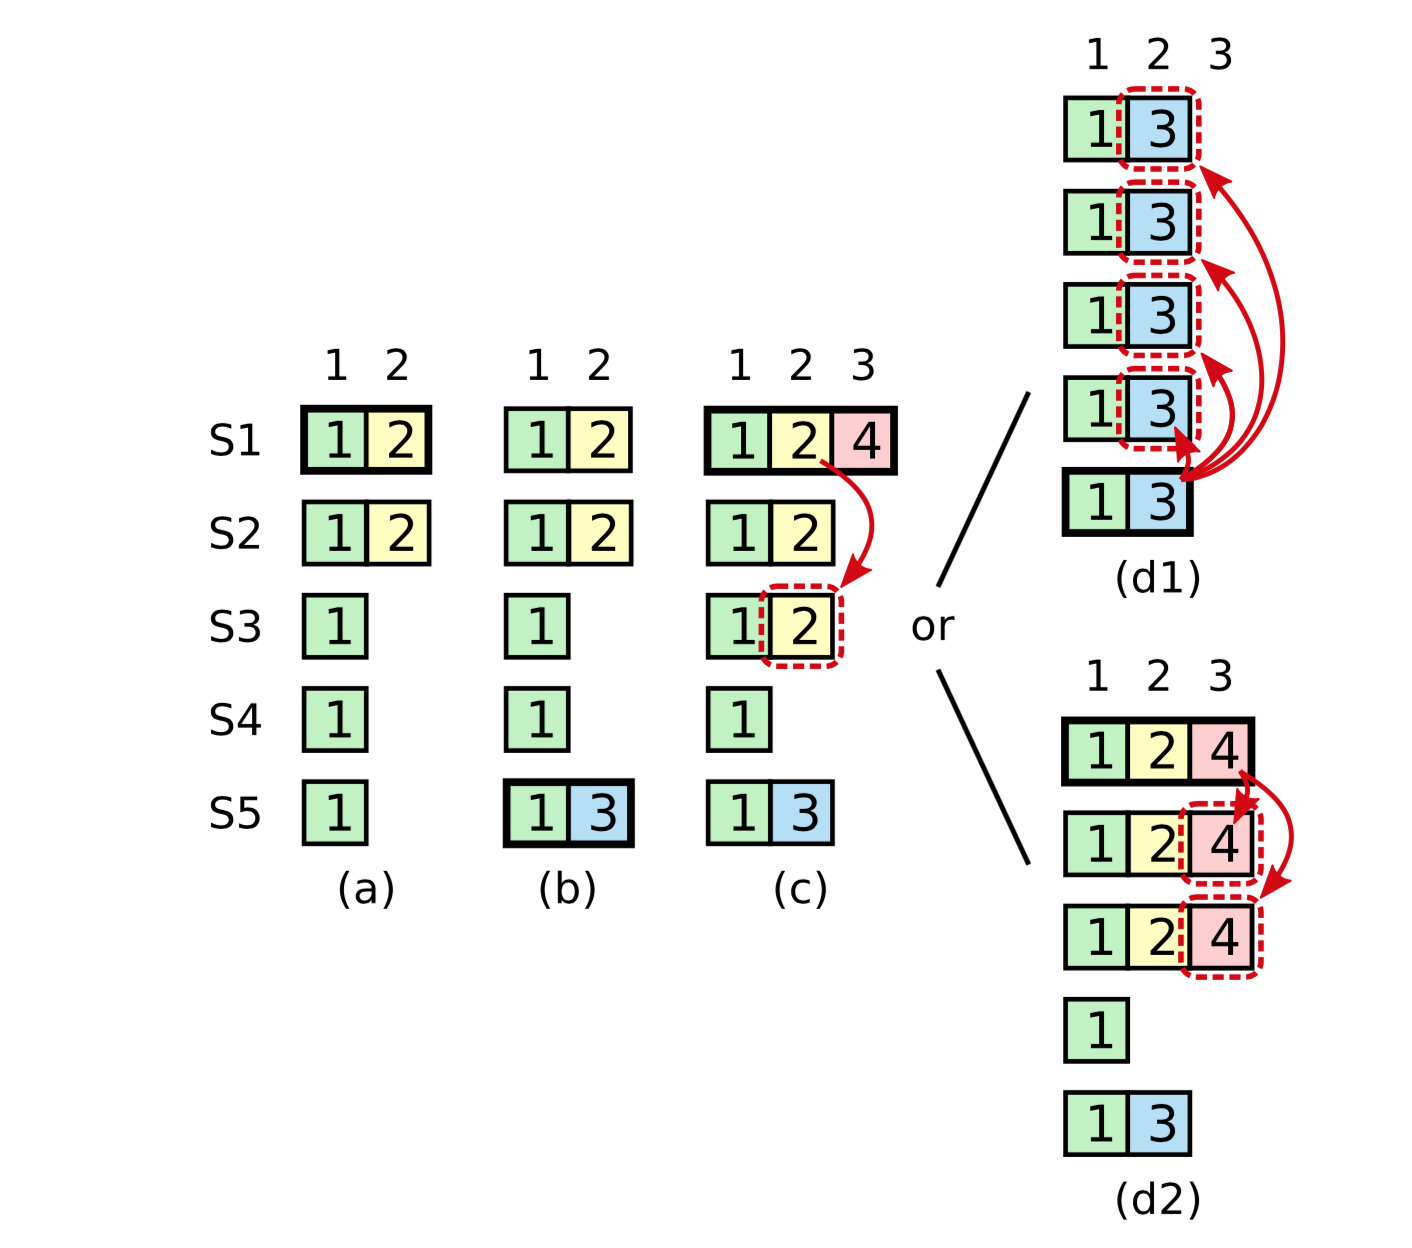 1 2 3
1 3
1 3
1 3
1 3
1 3
(d1)
1 2 1 2 1 2 3
S1 1 2 1 2 1 2 4
S2 1 2 1 2 1 2
S3 1 1 1 2
S4 1 1 1
S5 1 1 3 1 3
(a) (b) (c)
or
1 2 3
1 2 4
1 2 4
1 2 4
1
1 3
(d2)